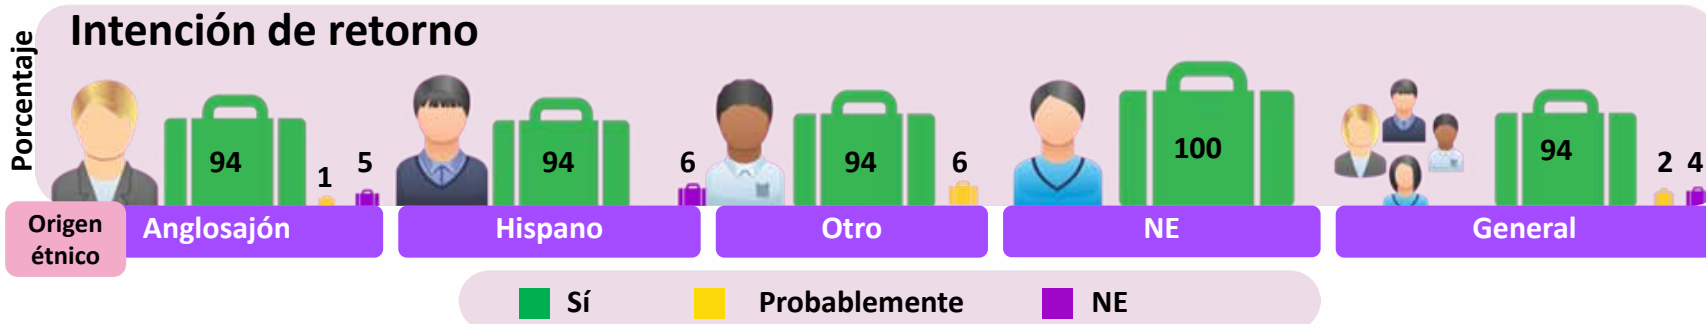 Intención de retorno
Porcentaje
94
1
5
94
6
94
6
100
94
2
4
Origen
étnico
Anglosajón
Hispano
Otro
NE
General
Sí
Probablemente
NE